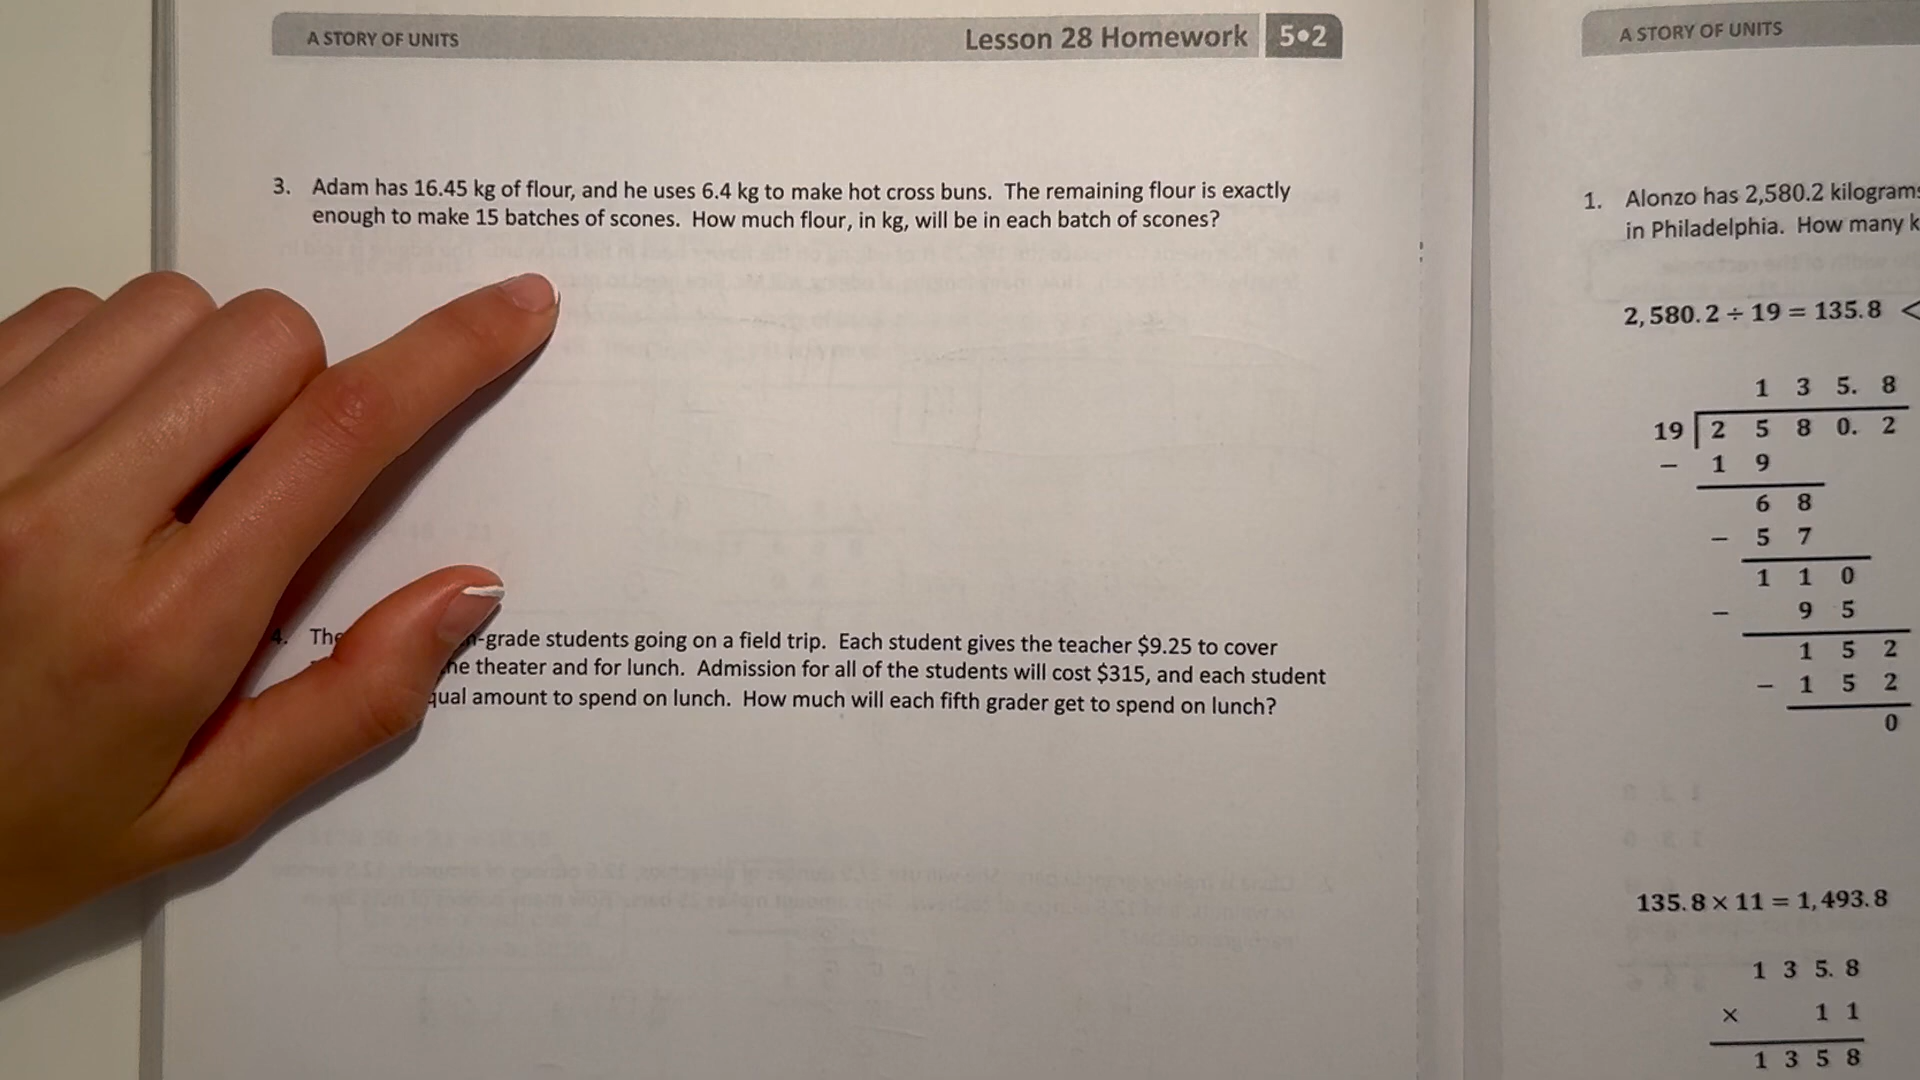 A STORY OF UNITS
Lesson 28 Homework 5•2
3. Adam has 16.45 kg of flour, and he uses 6.4 kg to make hot cross buns. The remaining flour is exactly
enough to make 15 batches of scones. How much flour, in kg, will be in each batch of scones?
4. The -grade students going on a field trip. Each student gives the teacher $9.25 to cover
theater and for lunch. Admission for all of the students will cost $315, and each student
amount to spend on lunch. How much will each fifth grader get to spend on lunch?
A STORY OF UNITS
1. Alonzo has 2,580.2 kilograms
in Philadelphia. How many k
2,580.2 ÷ 19 = 135.8 <
1 3 5. 8
19 2 5 8 0. 2
− 1 9
6 8
− 5 7
1 1 0
− 9 5
1 5 2
− 1 5 2
0
135.8 × 11 = 1,493.8
1 3 5. 8
× 1 1
1 3 5 8